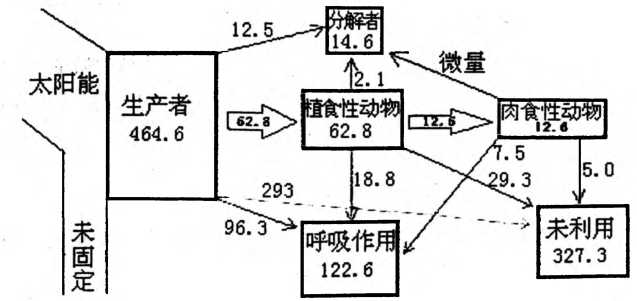 太阳能
未固定
生产者
464.6
12.5
分解者
14.6
微量
2.1
62.8
植食性动物
62.8
12.6
肉食性动物
12.6
293
96.3
18.8
7.5
29.3
5.0
呼吸作用
122.6
未利用
327.3